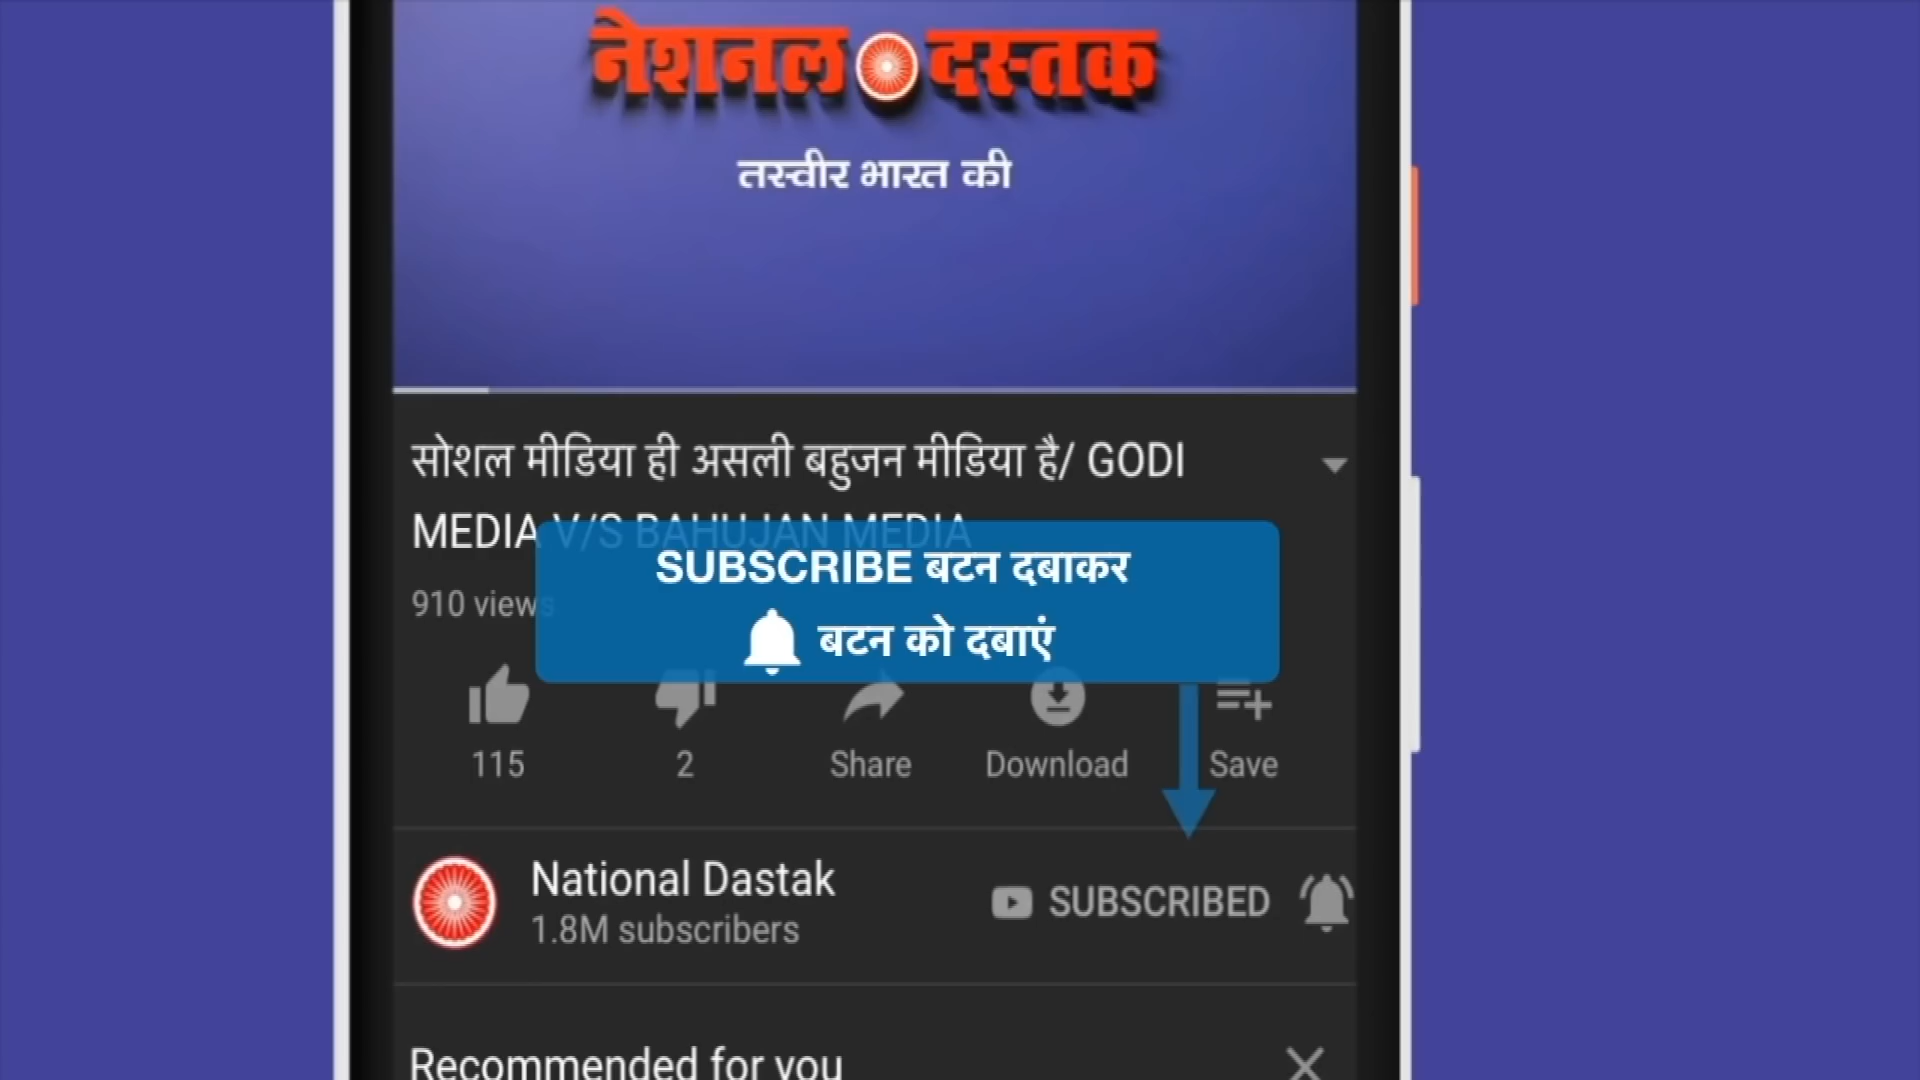 नेशनल दस्तक
तस्वीर भारत की
सोशल मीडिया ही असली बहुजन मीडिया है/ GODI
MEDIA V/S BAHUJAN MEDIA
910 views
SUBSCRIBE बटन दबाकर
बटन को दबाएं
115
2
Share
Download
Save
National Dastak
1.8M subscribers
SUBSCRIBED
Recommended for you